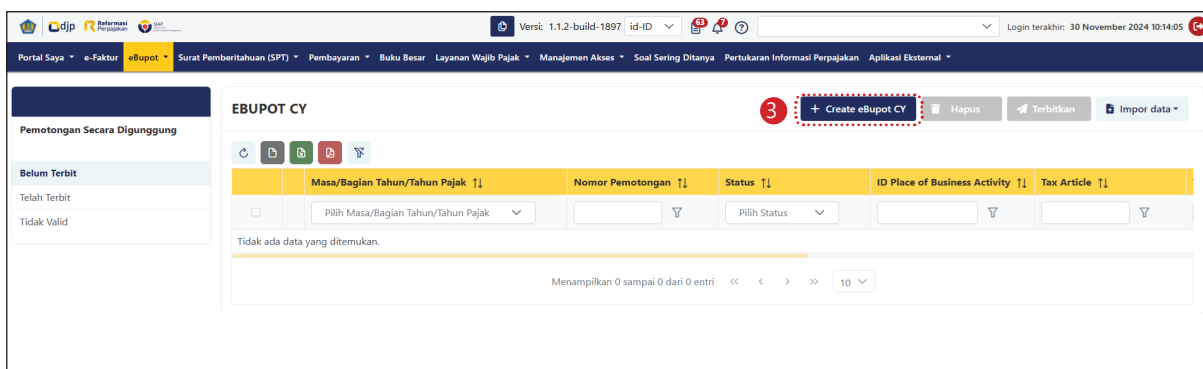 djp Reformasi Perpajakan SIAP Versi: 1.1.2-build-1897 id-ID 63 7 Login terakhir: 30 November 2024 10:14:05
Portal Saya e-Faktur eBupot Surat Pemberitahuan (SPT) Pembayaran Buku Besar Layanan Wajib Pajak Manajemen Akses Soal Sering Ditanya Pertukaran Informasi Perpajakan Aplikasi Eksternal
EBUPOT CY 3 + Create eBupot CY Hapus Terbitkan Impor data
Pemotongan Secara Digunggung
Belum Terbit
Telah Terbit
Tidak Valid
Masa/Bagian Tahun/Tahun Pajak Nomor Pemotongan Status ID Place of Business Activity Tax Article
Pilih Masa/Bagian Tahun/Tahun Pajak Pilih Status
Tidak ada data yang ditemukan.
Menampilkan 0 sampai 0 dari 0 entri << < > >> 10